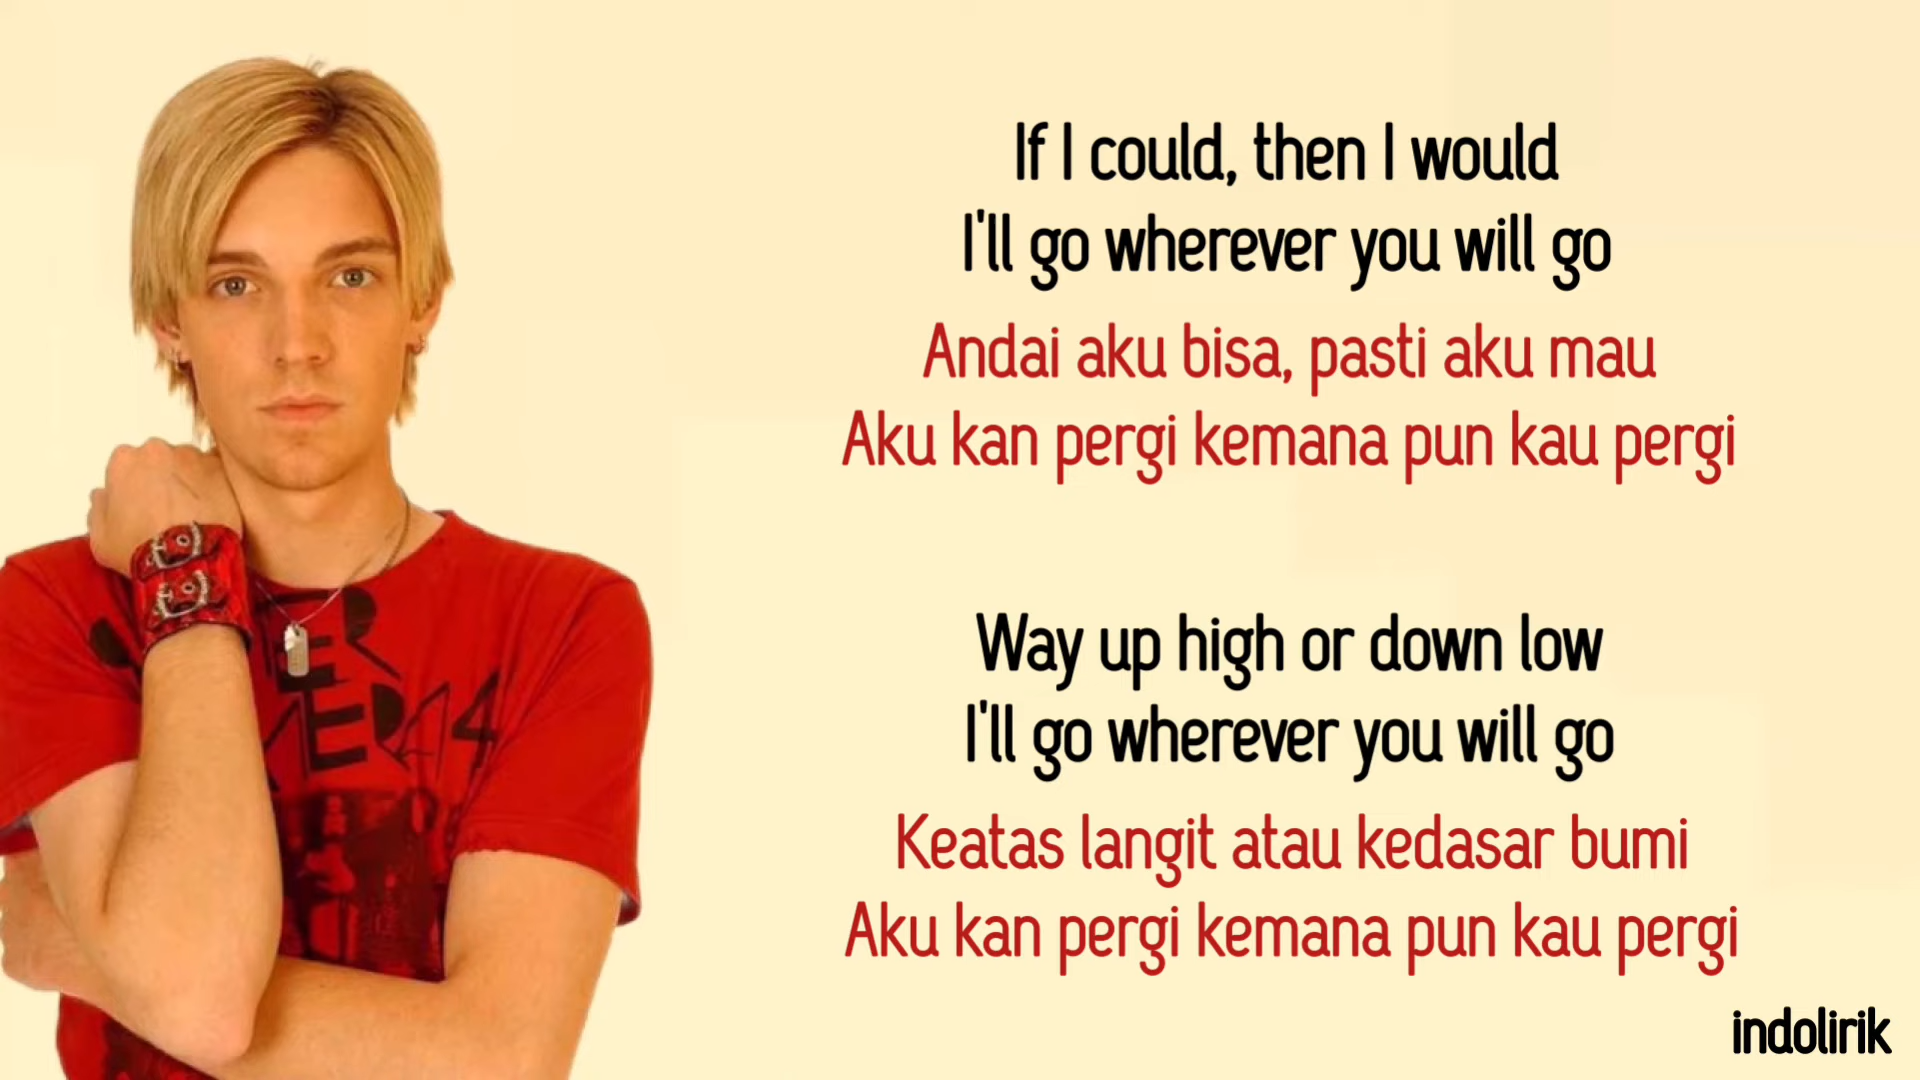 If I could, then I would
I'll go wherever you will go
Andai aku bisa, pasti aku mau
Aku kan pergi kemana pun kau pergi
Way up high or down low
I'll go wherever you will go
Keatas langit atau kedasar bumi
Aku kan pergi kemana pun kau pergi
indolirik